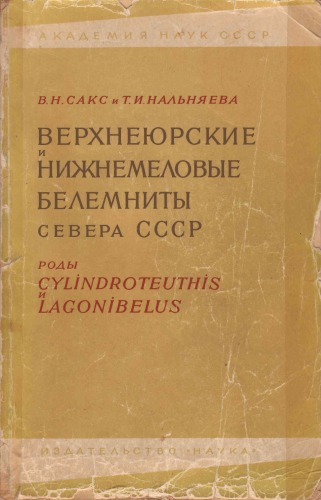 АКАДЕМИЯ НАУК СССР
В.Н. САКС и Т.И. НАЛЬНЯЕВА
ВЕРХНЕЮРСКИЕ
и
НИЖНЕМЕЛОВЫЕ
БЕЛЕМНИТЫ
СЕВЕРА СССР
РОДЫ
CYLINDROTEUTHIS
и
LAGONIBELUS
ИЗДАТЕЛЬСТВО «НАУКА»